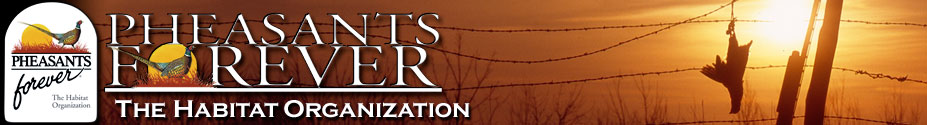 PHEASANTS
forever
The Habitat
Organization
PHEASANTS
FOREVER
THE HABITAT ORGANIZATION